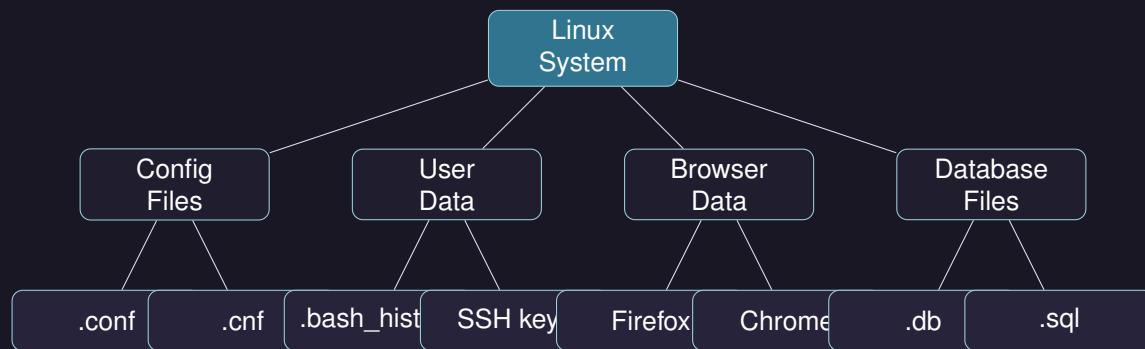 Linux
System
Config
Files
User
Data
Browser
Data
Database
Files
.conf
.cnf
.bash_hist
SSH key
Firefox
Chrome
.db
.sql